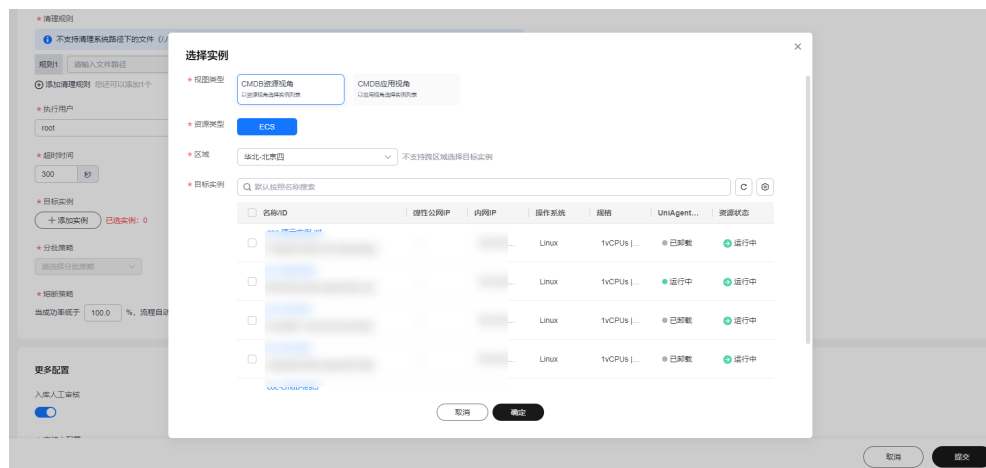 * 清理规则
不支持清理系统路径下的文件（/,
规则1 请输入文件路径
添加清理规则 您还可以添加1个
* 执行用户
root
* 超时时间
300 秒
* 目标实例
添加实例 已选实例：0
* 分批策略
请选择分批策略
* 熔断策略
当成功率低于 100.0 %，流程自动
更多配置
入库人工审核
取消 提交
选择实例
* 视图类型
CMDB资源视角
以资源视角选择实例列表
CMDB应用视角
以应用视角选择实例列表
* 资源类型 ECS
* 区域 华北-北京四 不支持跨区域选择目标实例
* 目标实例 默认按照名称搜索
名称/ID 弹性公网IP 内网IP 操作系统 规格 UniAgent... 资源状态
... Linux 1vCPUs |... 已卸载 运行中
... Linux 1vCPUs |... 运行中 运行中
... Linux 1vCPUs |... 已卸载 运行中
... Linux 1vCPUs |... 已卸载 运行中
取消 确定